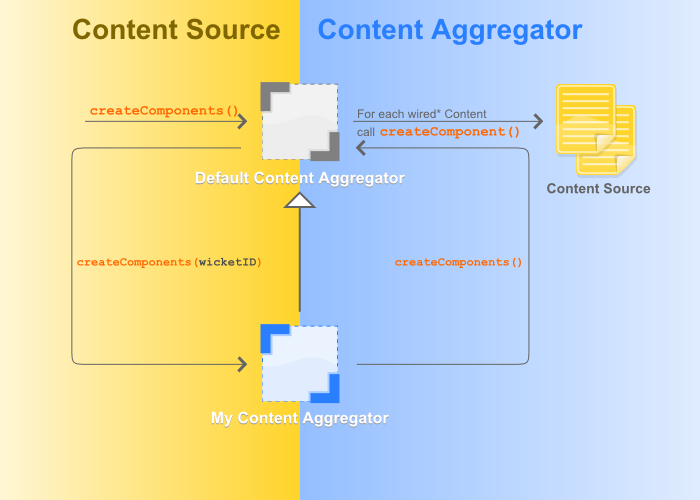 Content Source
Content Aggregator
createComponents()
For each wired* Content
call createComponent()
Default Content Aggregator
Content Source
createComponents(wicketID)
createComponents()
My Content Aggregator